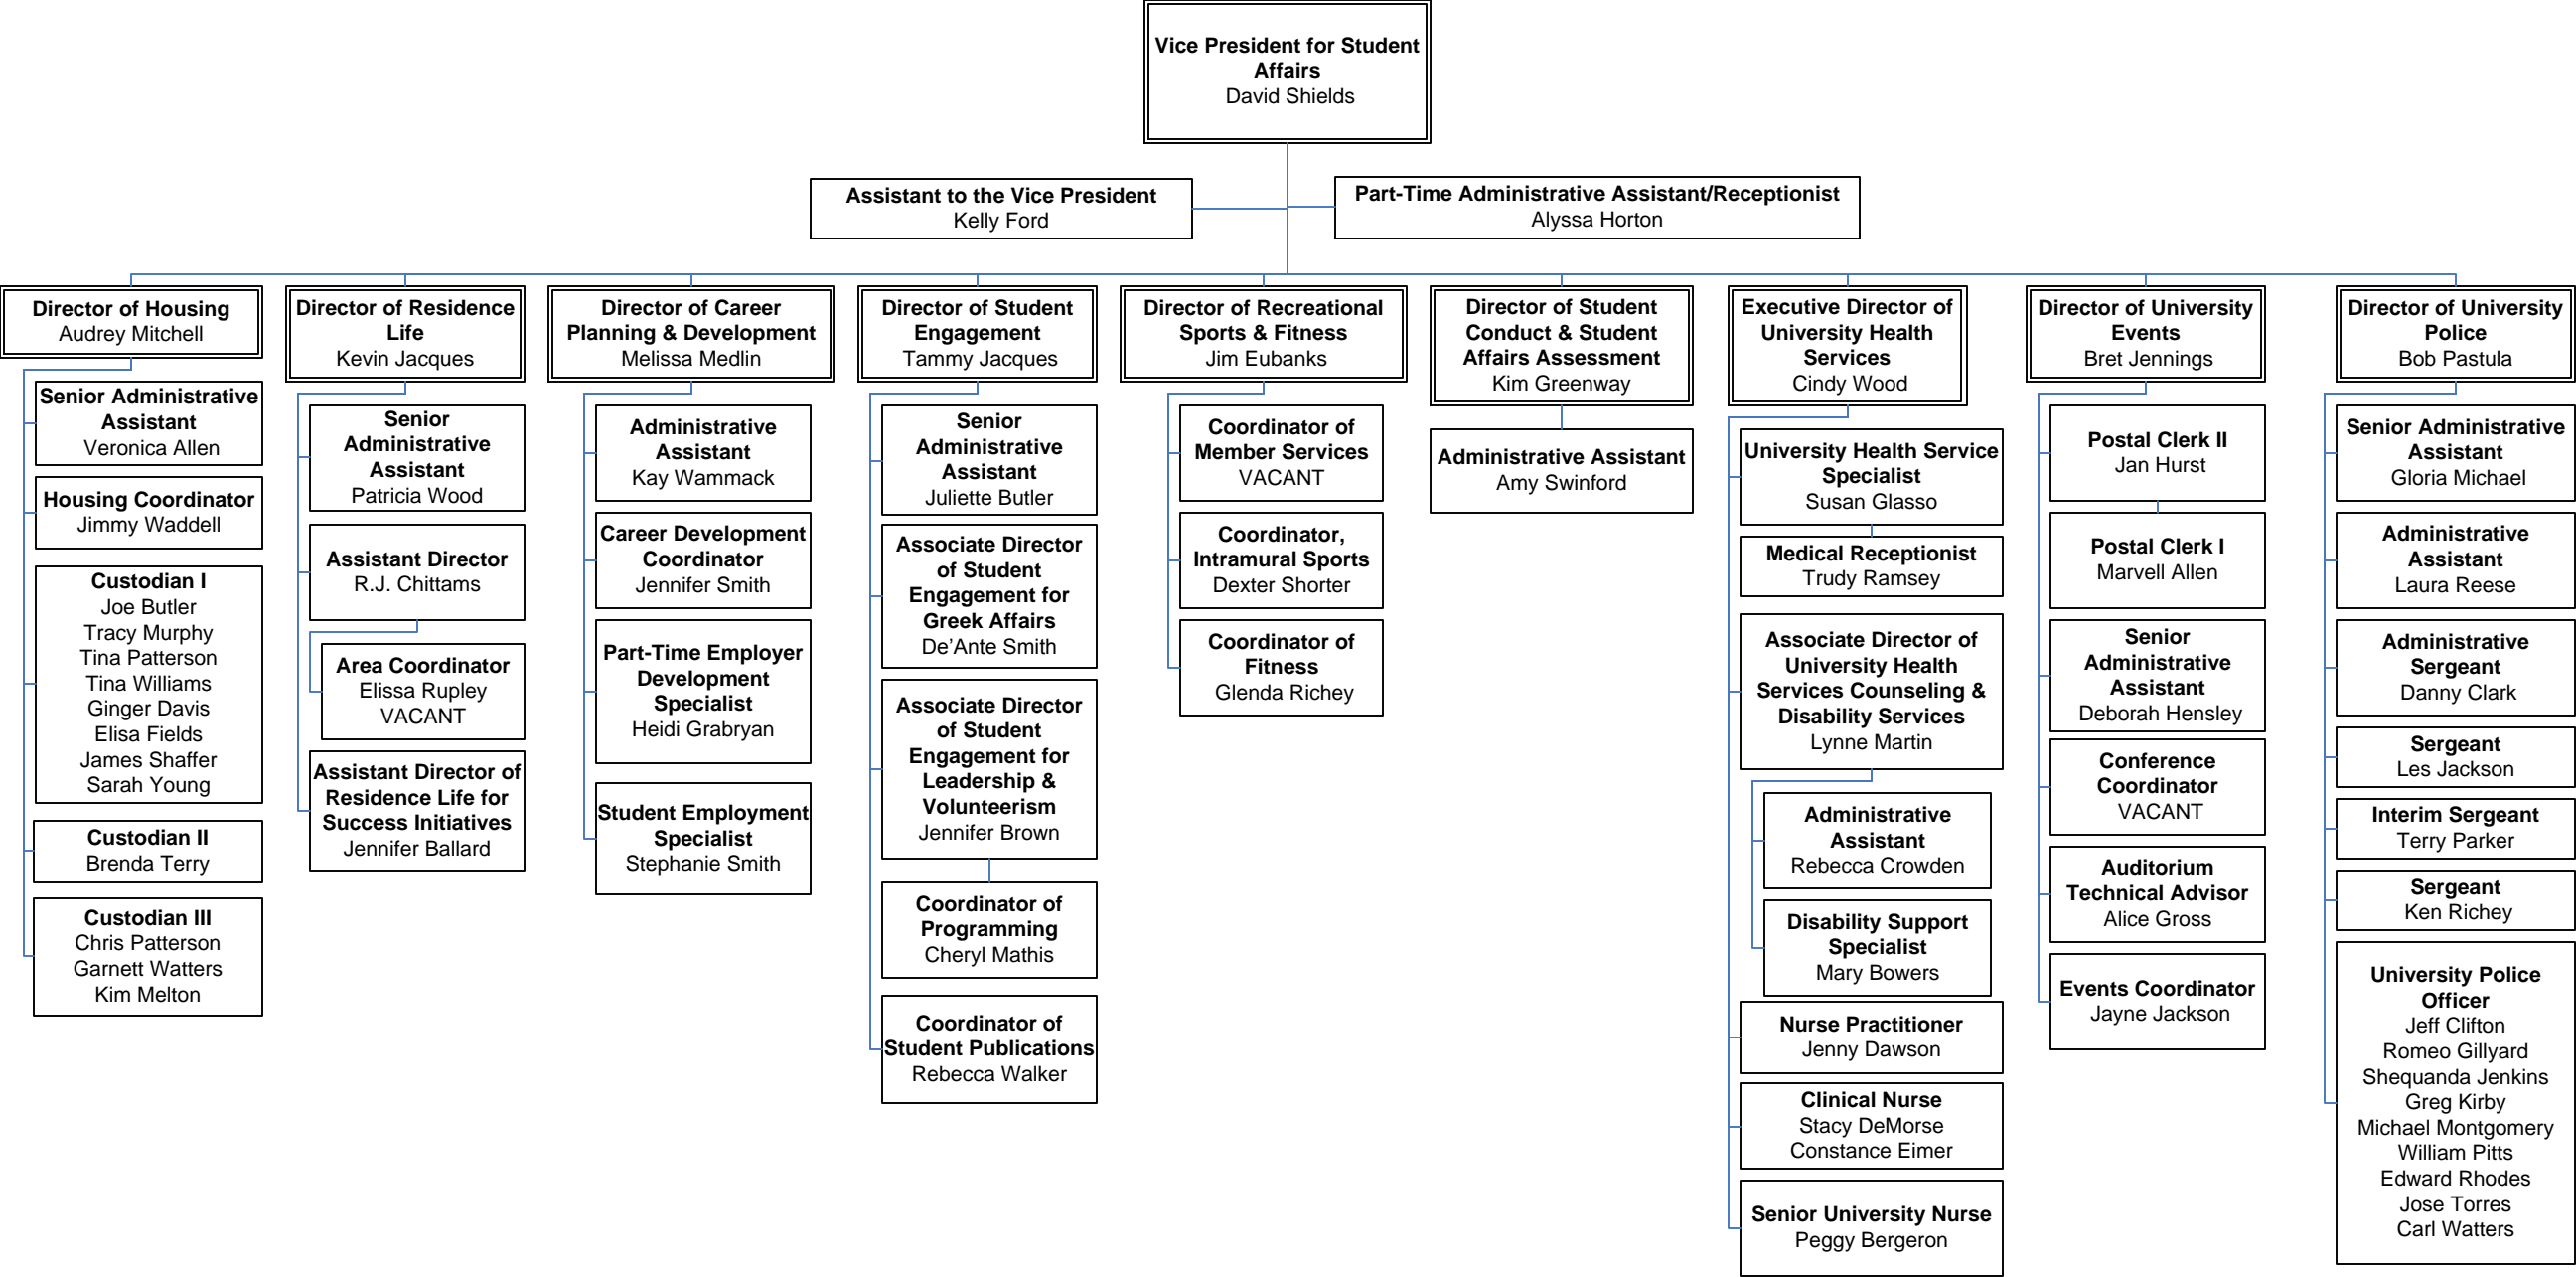 Vice President for Student
Affairs
David Shields
Assistant to the Vice President
Kelly Ford
Part-Time Administrative Assistant/Receptionist
Alyssa Horton
Director of Housing
Audrey Mitchell
Senior Administrative
Assistant
Veronica Allen
Housing Coordinator
Jimmy Waddell
Custodian I
Joe Butler
Tracy Murphy
Tina Patterson
Tina Williams
Ginger Davis
Elisa Fields
James Shaffer
Sarah Young
Custodian II
Brenda Terry
Custodian III
Chris Patterson
Garnett Watters
Kim Melton
Director of Residence
Life
Kevin Jacques
Senior
Administrative
Assistant
Patricia Wood
Assistant Director
R.J. Chittams
Area Coordinator
Elissa Rupley
VACANT
Assistant Director of
Residence Life for
Success Initiatives
Jennifer Ballard
Director of Career
Planning & Development
Melissa Medlin
Administrative
Assistant
Kay Wammack
Career Development
Coordinator
Jennifer Smith
Part-Time Employer
Development
Specialist
Heidi Grabryan
Student Employment
Specialist
Stephanie Smith
Director of Student
Engagement
Tammy Jacques
Senior
Administrative
Assistant
Juliette Butler
Associate Director
of Student
Engagement for
Greek Affairs
De’Ante Smith
Associate Director
of Student
Engagement for
Leadership &
Volunteerism
Jennifer Brown
Coordinator of
Programming
Cheryl Mathis
Coordinator of
Student Publications
Rebecca Walker
Director of Recreational
Sports & Fitness
Jim Eubanks
Coordinator of
Member Services
VACANT
Coordinator,
Intramural Sports
Dexter Shorter
Coordinator of
Fitness
Glenda Richey
Director of Student
Conduct & Student
Affairs Assessment
Kim Greenway
Administrative Assistant
Amy Swinford
Executive Director of
University Health
Services
Cindy Wood
University Health Service
Specialist
Susan Glasso
Medical Receptionist
Trudy Ramsey
Associate Director of
University Health
Services Counseling &
Disability Services
Lynne Martin
Administrative
Assistant
Rebecca Crowden
Disability Support
Specialist
Mary Bowers
Nurse Practitioner
Jenny Dawson
Clinical Nurse
Stacy DeMorse
Constance Eimer
Senior University Nurse
Peggy Bergeron
Director of University
Events
Bret Jennings
Postal Clerk II
Jan Hurst
Postal Clerk I
Marvell Allen
Senior
Administrative
Assistant
Deborah Hensley
Conference
Coordinator
VACANT
Auditorium
Technical Advisor
Alice Gross
Events Coordinator
Jayne Jackson
Director of University
Police
Bob Pastula
Senior Administrative
Assistant
Gloria Michael
Administrative
Assistant
Laura Reese
Administrative
Sergeant
Danny Clark
Sergeant
Les Jackson
Interim Sergeant
Terry Parker
Sergeant
Ken Richey
University Police
Officer
Jeff Clifton
Romeo Gillyard
Shequanda Jenkins
Greg Kirby
Michael Montgomery
William Pitts
Edward Rhodes
Jose Torres
Carl Watters